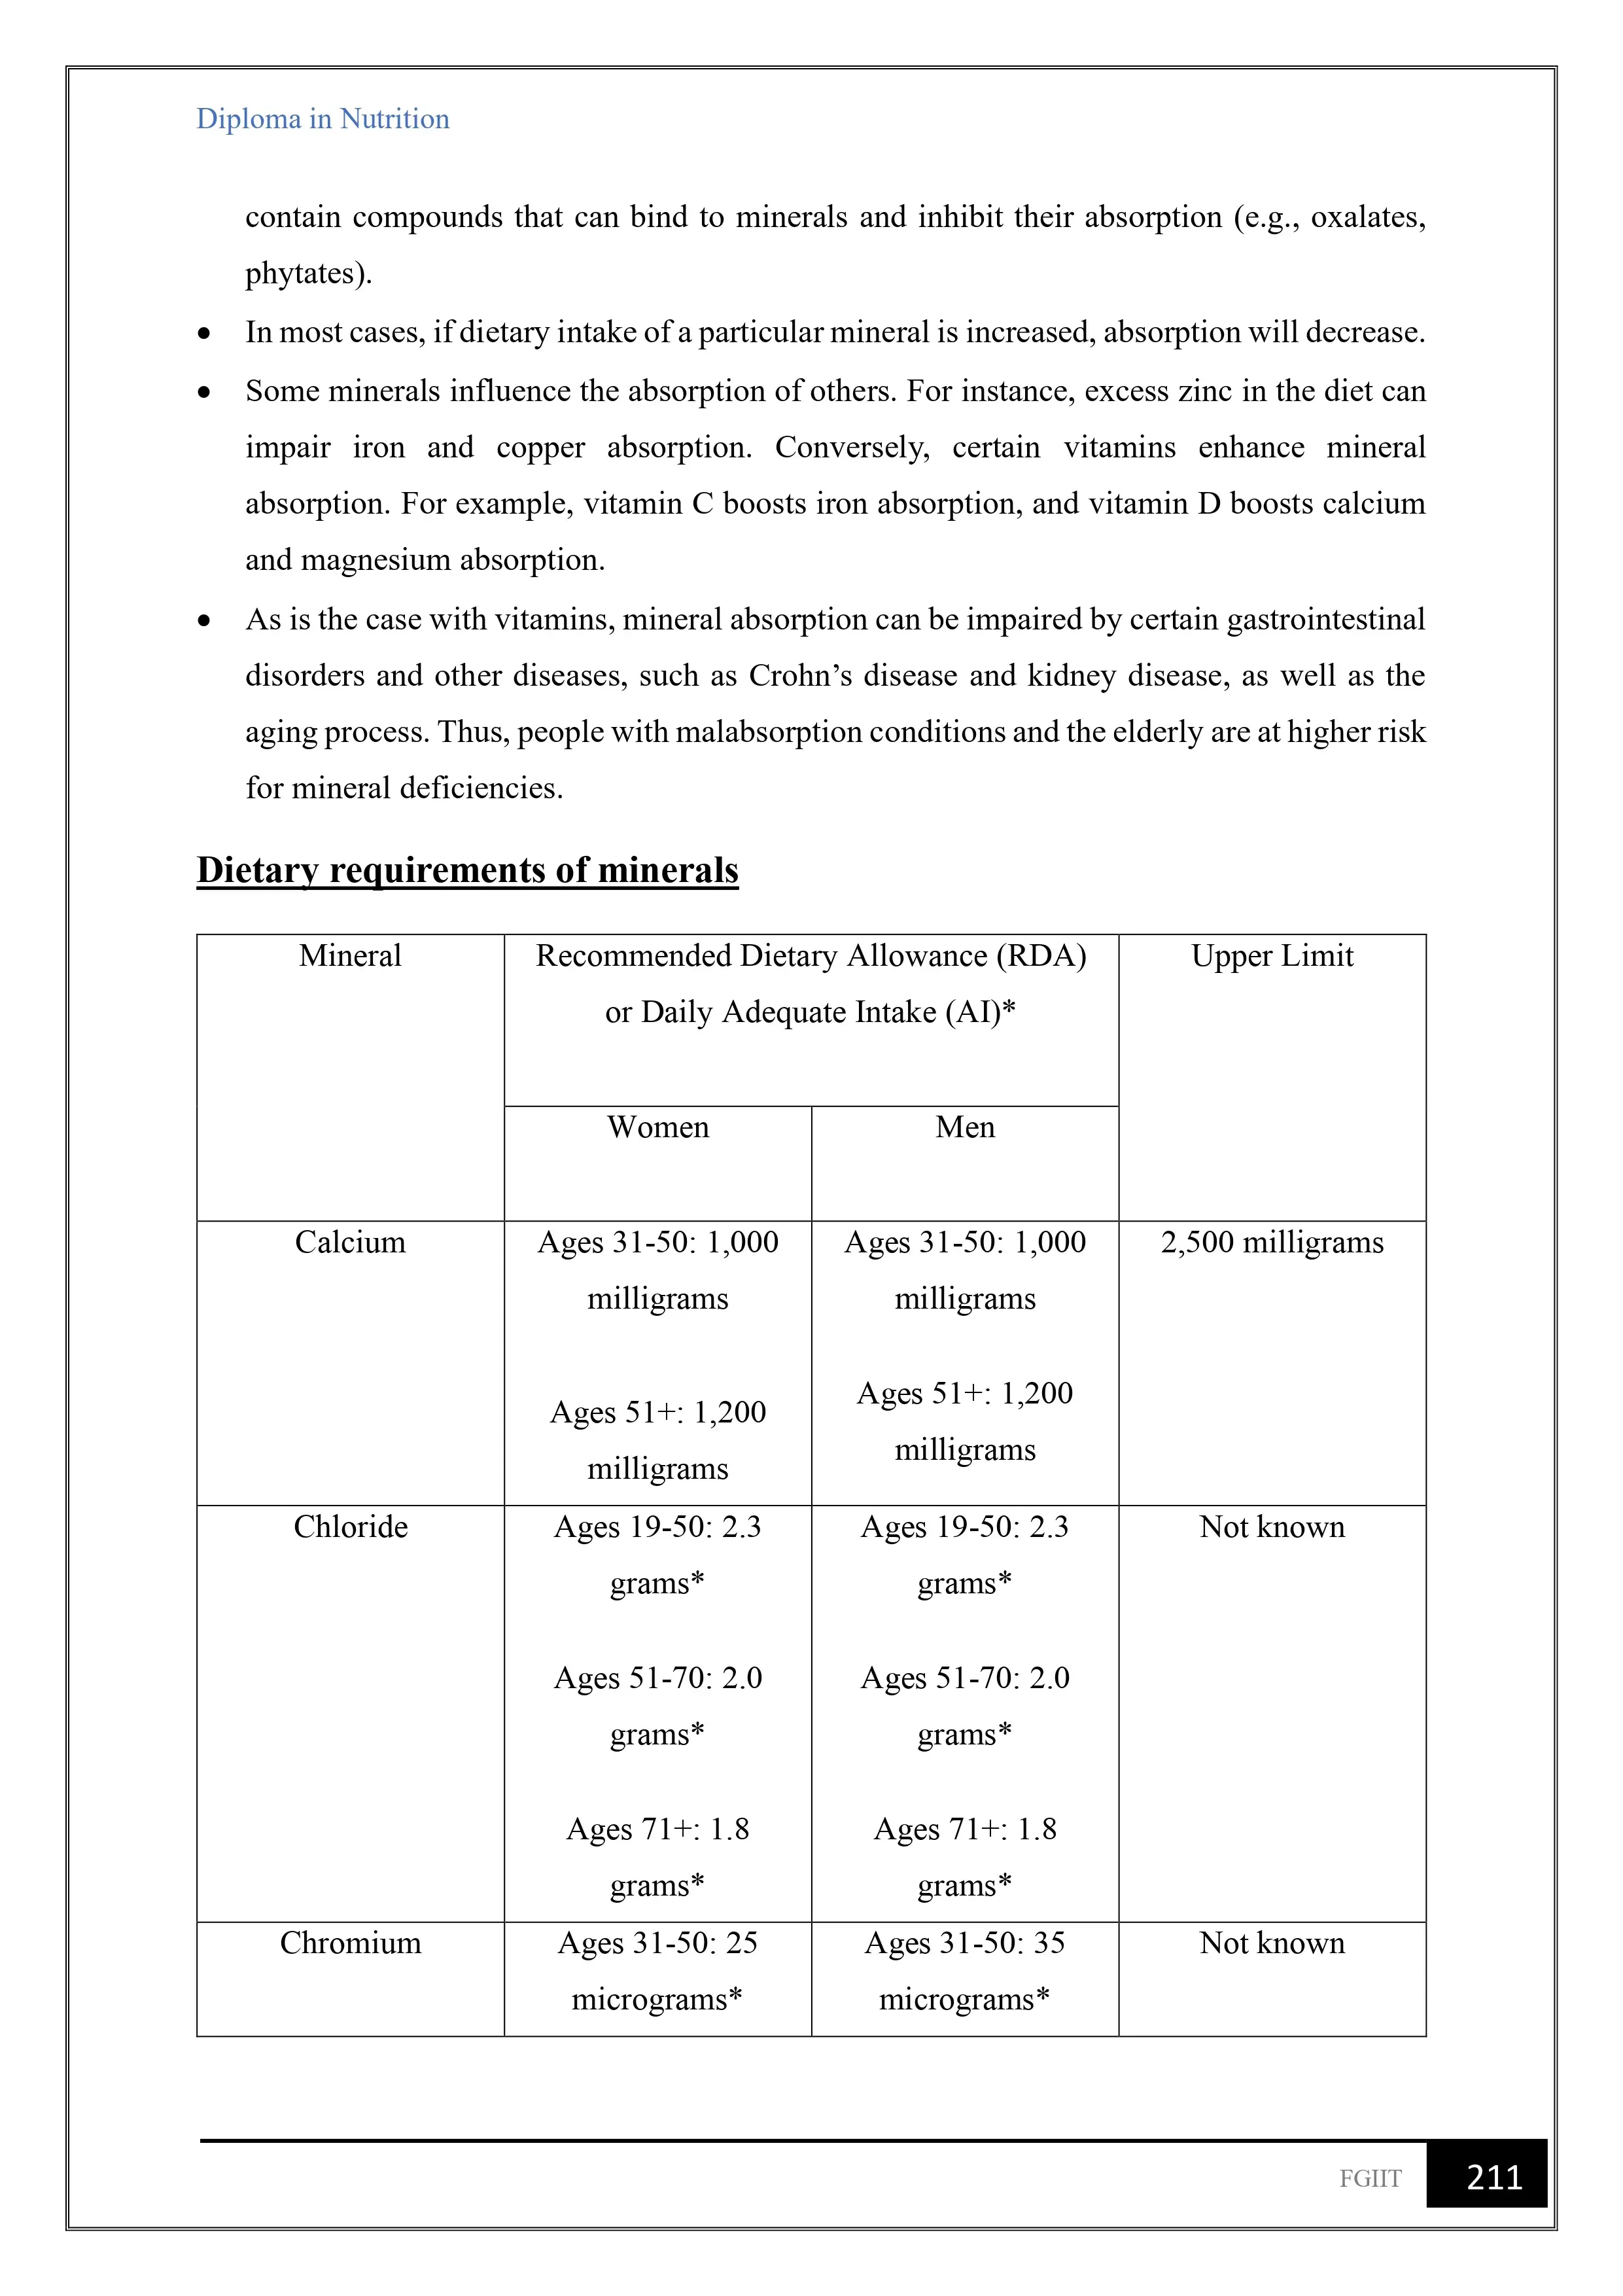 Diploma in Nutrition
contain compounds that can bind to minerals and inhibit their absorption (e.g., oxalates,
phytates).
• In most cases, if dietary intake of a particular mineral is increased, absorption will decrease.
• Some minerals influence the absorption of others. For instance, excess zinc in the diet can
impair iron and copper absorption. Conversely, certain vitamins enhance mineral
absorption. For example, vitamin C boosts iron absorption, and vitamin D boosts calcium
and magnesium absorption.
• As is the case with vitamins, mineral absorption can be impaired by certain gastrointestinal
disorders and other diseases, such as Crohn’s disease and kidney disease, as well as the
aging process. Thus, people with malabsorption conditions and the elderly are at higher risk
for mineral deficiencies.
Dietary requirements of minerals
Mineral
Recommended Dietary Allowance (RDA)
or Daily Adequate Intake (AI)*
Upper Limit
Women
Men
Calcium
Ages 31-50: 1,000
milligrams
Ages 51+: 1,200
milligrams
Ages 31-50: 1,000
milligrams
Ages 51+: 1,200
milligrams
2,500 milligrams
Chloride
Ages 19-50: 2.3
grams*
Ages 51-70: 2.0
grams*
Ages 71+: 1.8
grams*
Ages 19-50: 2.3
grams*
Ages 51-70: 2.0
grams*
Ages 71+: 1.8
grams*
Not known
Chromium
Ages 31-50: 25
micrograms*
Ages 31-50: 35
micrograms*
Not known
FGIIT
211